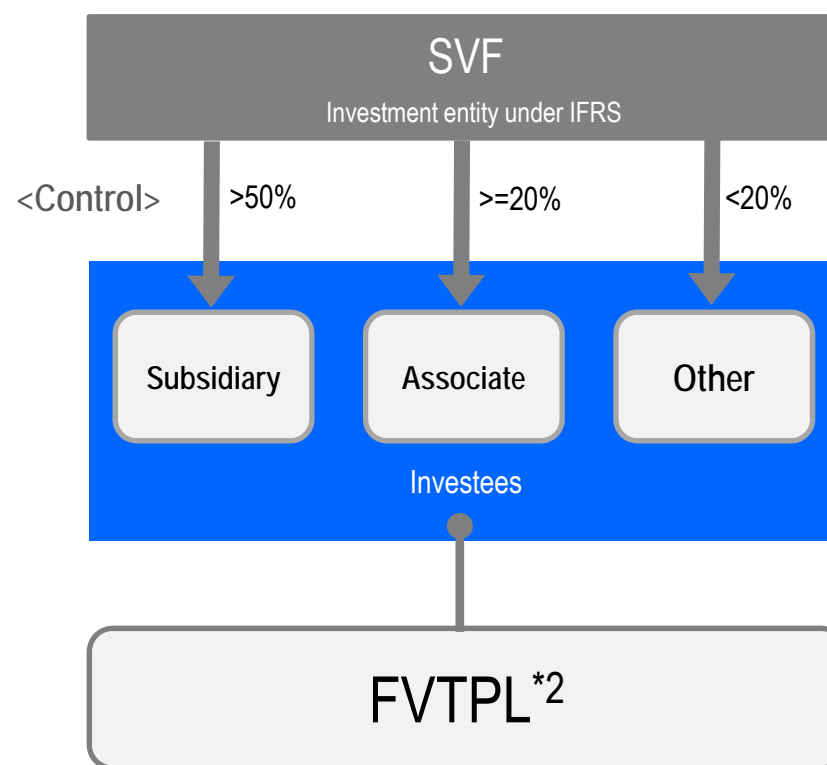 SVF
Investment entity under IFRS
<Control> >50% >=20% <20%
Subsidiary Associate Other
Investees
FVTPL*2